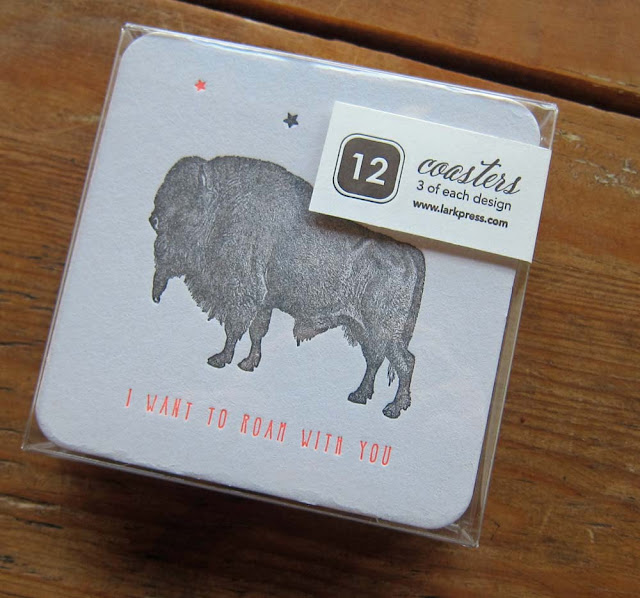 12
coasters
3 of each design
www.larkpress.com
I WANT TO ROAM WITH YOU